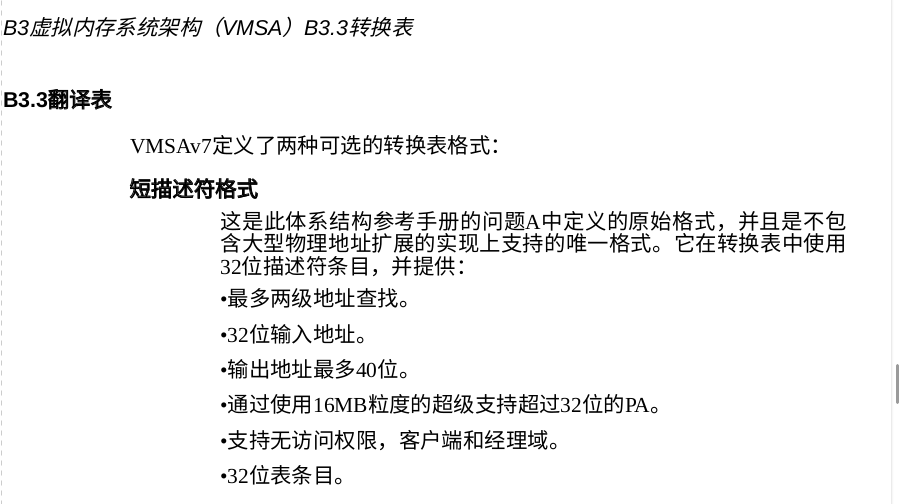 B3虚拟内存系统架构（VMSA）B3.3转换表
B3.3翻译表
VMSAv7定义了两种可选的转换表格式：
短描述符格式
这是此体系结构参考手册的问题A中定义的原始格式，并且是不包
含大型物理地址扩展的实现上支持的唯一格式。它在转换表中使用
32位描述符条目，并提供：
•最多两级地址查找。
•32位输入地址。
•输出地址最多40位。
•通过使用16MB粒度的超级支持超过32位的PA。
•支持无访问权限，客户端和经理域。
•32位表条目。